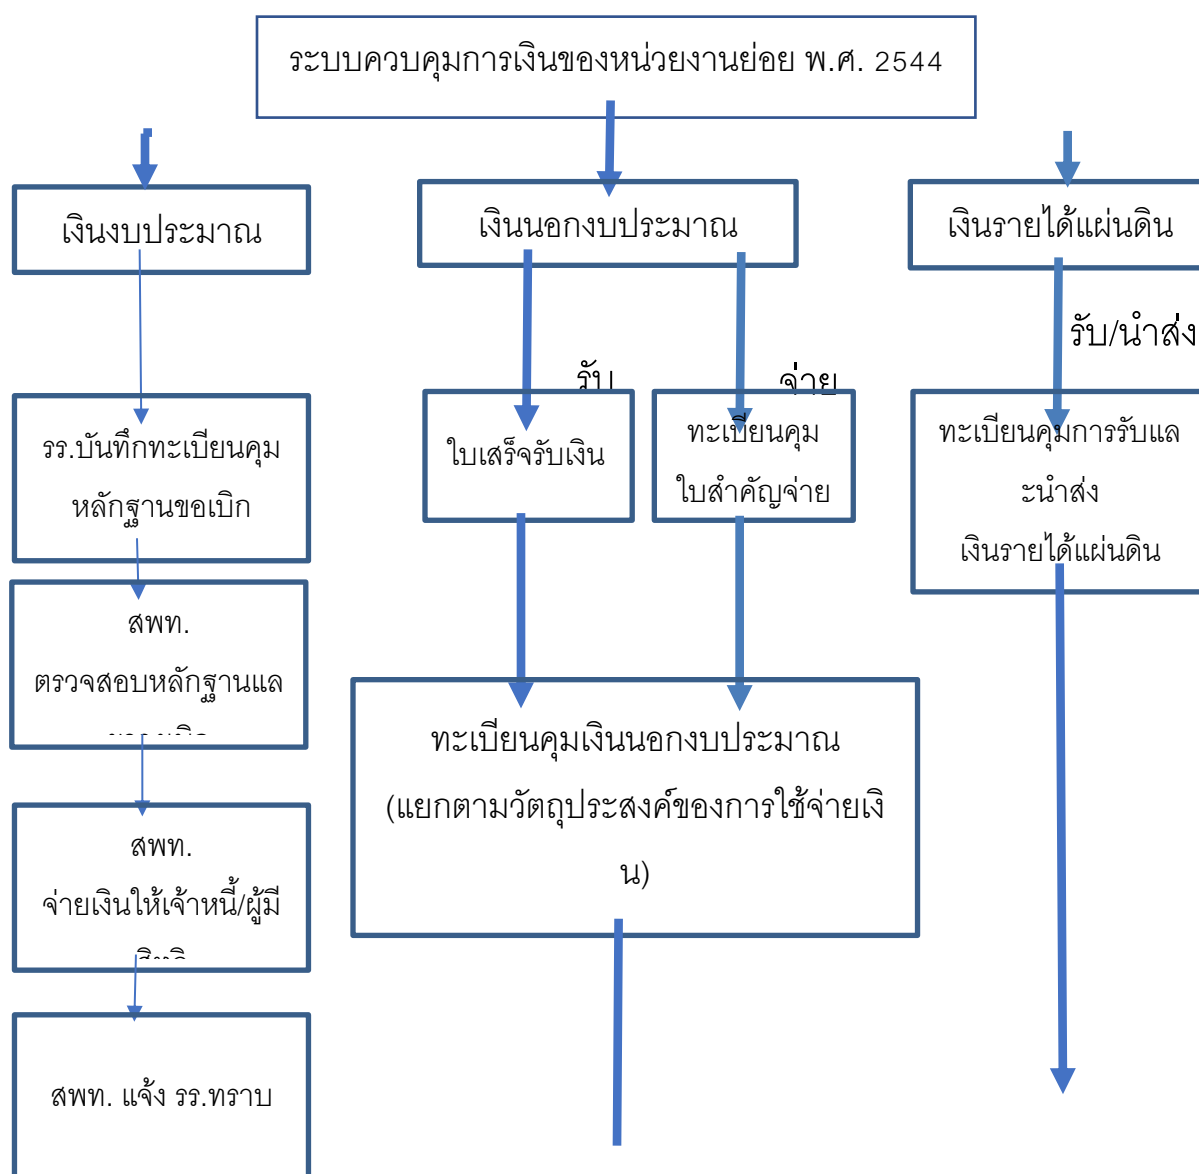 ระบบควบคุมการเงินของหน่วยงานย่อย พ.ศ. 2544
เงินงบประมาณ
เงินนอกงบประมาณ
เงินรายได้แผ่นดิน
รับ
จ่าย
รับ/นำส่ง
รร.บันทึกทะเบียนคุม
หลักฐานขอเบิก
ใบเสร็จรับเงิน
ทะเบียนคุม
ใบสำคัญจ่าย
ทะเบียนคุมการรับแล
ะนำส่ง
เงินรายได้แผ่นดิน
สพท.
ตรวจสอบหลักฐานแล
ทะเบียนคุมเงินนอกงบประมาณ
(แยกตามวัตถุประสงค์ของการใช้จ่ายเงิ
น)
สพท.
จ่ายเงินให้เจ้าหนี้/ผู้มี
สพท. แจ้ง รร.ทราบ